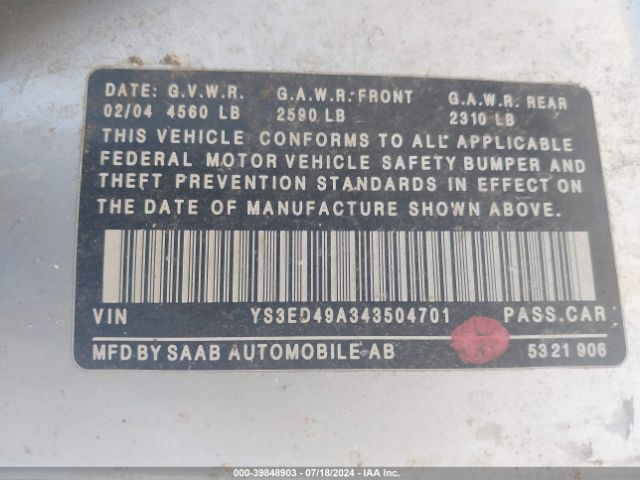 DATE: G.V.W.R. G.A.W.R. FRONT G.A.W.R. REAR
02/04 4560 LB 2590 LB 2310 LB
THIS VEHICLE CONFORMS TO ALL APPLICABLE
FEDERAL MOTOR VEHICLE SAFETY BUMPER AND
THEFT PREVENTION STANDARDS IN EFFECT ON
THE DATE OF MANUFACTURE SHOWN ABOVE.
VIN YS3ED49A343504701 PASS.CAR
MFD BY SAAB AUTOMOBILE AB 5321906
000-39848903 - 07/18/2024 - IAA Inc.